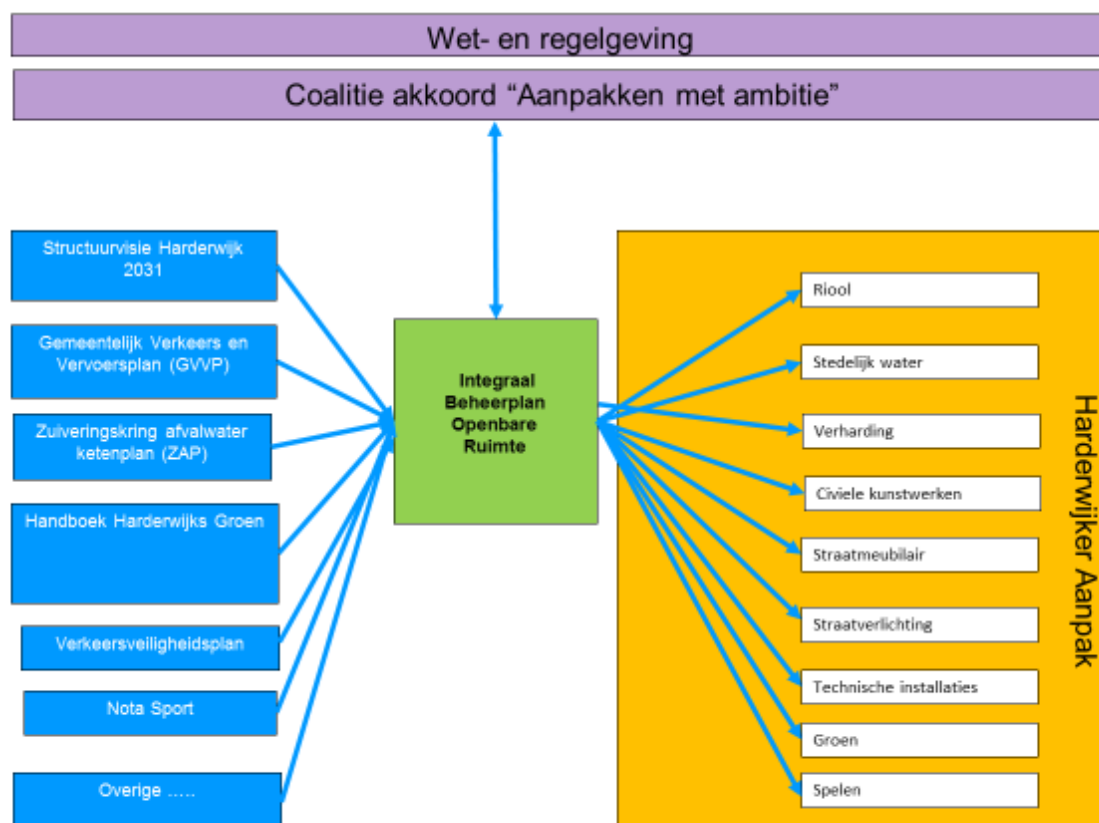 Wet- en regelgeving
Coalitie akkoord “Aanpakken met ambitie”
Structuurvisie Harderwijk
2031
Gemeentelijk Verkeers en
Vervoersplan (GVVP)
Zuiveringskring afvalwater
ketenplan (ZAP)
Handboek Harderwijks Groen
Verkeersveiligheidsplan
Nota Sport
Overige .....
Integraal
Beheerplan
Openbare
Ruimte
Riool
Stedelijk water
Verharding
Civiele kunstwerken
Straatmeubilair
Straatverlichting
Technische installaties
Groen
Spelen
Harderwijker Aanpak